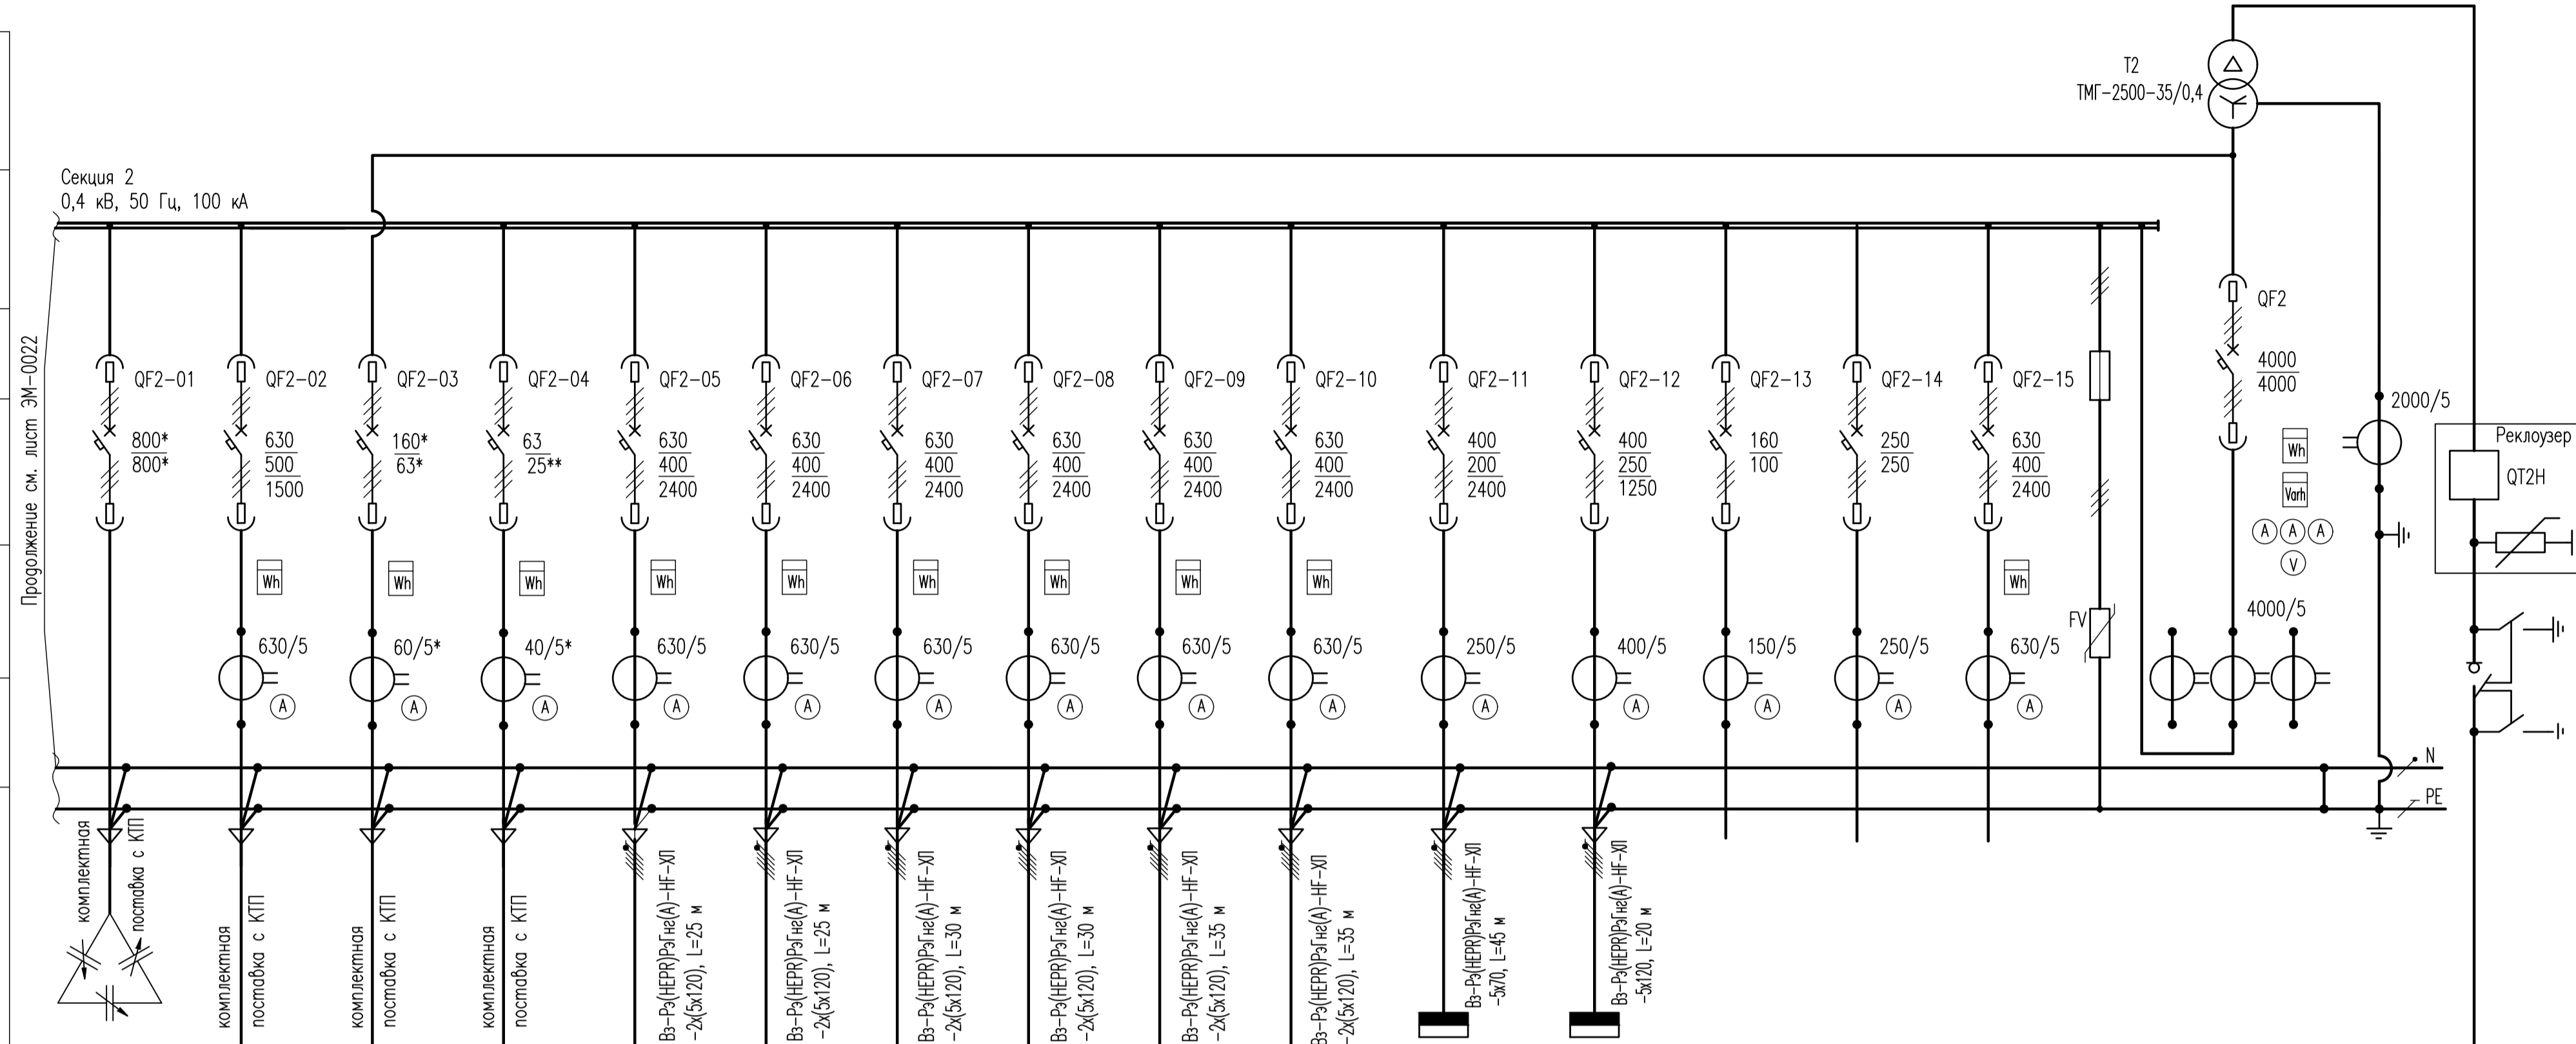 T2
ТМГ-2500-35/0,4
Секция 2
0,4 кВ, 50 Гц, 100 кА
Продолжение см. лист ЭМ-0022
QF2
4000
4000
QF2-01
800*
800*
QF2-02
630
500
1500
QF2-03
160*
63*
QF2-04
63
25**
QF2-05
630
400
2400
QF2-06
630
400
2400
QF2-07
630
400
2400
QF2-08
630
400
2400
QF2-09
630
400
2400
QF2-10
630
400
2400
QF2-11
400
200
2400
QF2-12
400
250
1250
QF2-13
160
100
QF2-14
250
250
QF2-15
630
400
2400
2000/5
Реклоузер
QT2H
Wh
Varh
A A A
V
Wh
Wh
Wh
Wh
Wh
Wh
Wh
Wh
Wh
Wh
630/5
A
60/5*
A
40/5*
A
630/5
A
630/5
A
630/5
A
630/5
A
630/5
A
630/5
A
250/5
A
400/5
A
150/5
A
250/5
A
630/5
A
FV
4000/5
N
PE
комплектная
поставка с КТП
комплектная
поставка с КТП
комплектная
поставка с КТП
комплектная
поставка с КТП
Вз-Рэ(HEPR)РэГнг(А)-HF-ХЛ
-2х(5х120), L=25 м
Вз-Рэ(HEPR)РэГнг(А)-HF-ХЛ
-2х(5х120), L=25 м
Вз-Рэ(HEPR)РэГнг(А)-HF-ХЛ
-2х(5х120), L=30 м
Вз-Рэ(HEPR)РэГнг(А)-HF-ХЛ
-2х(5х120), L=30 м
Вз-Рэ(HEPR)РэГнг(А)-HF-ХЛ
-2х(5х120), L=35 м
Вз-Рэ(HEPR)РэГнг(А)-HF-ХЛ
-2х(5х120), L=35 м
Вз-Рэ(HEPR)РэГнг(А)-HF-ХЛ
-5х70, L=45 м
Вз-Рэ(HEPR)РэГнг(А)-HF-ХЛ
-5х120, L=20 м